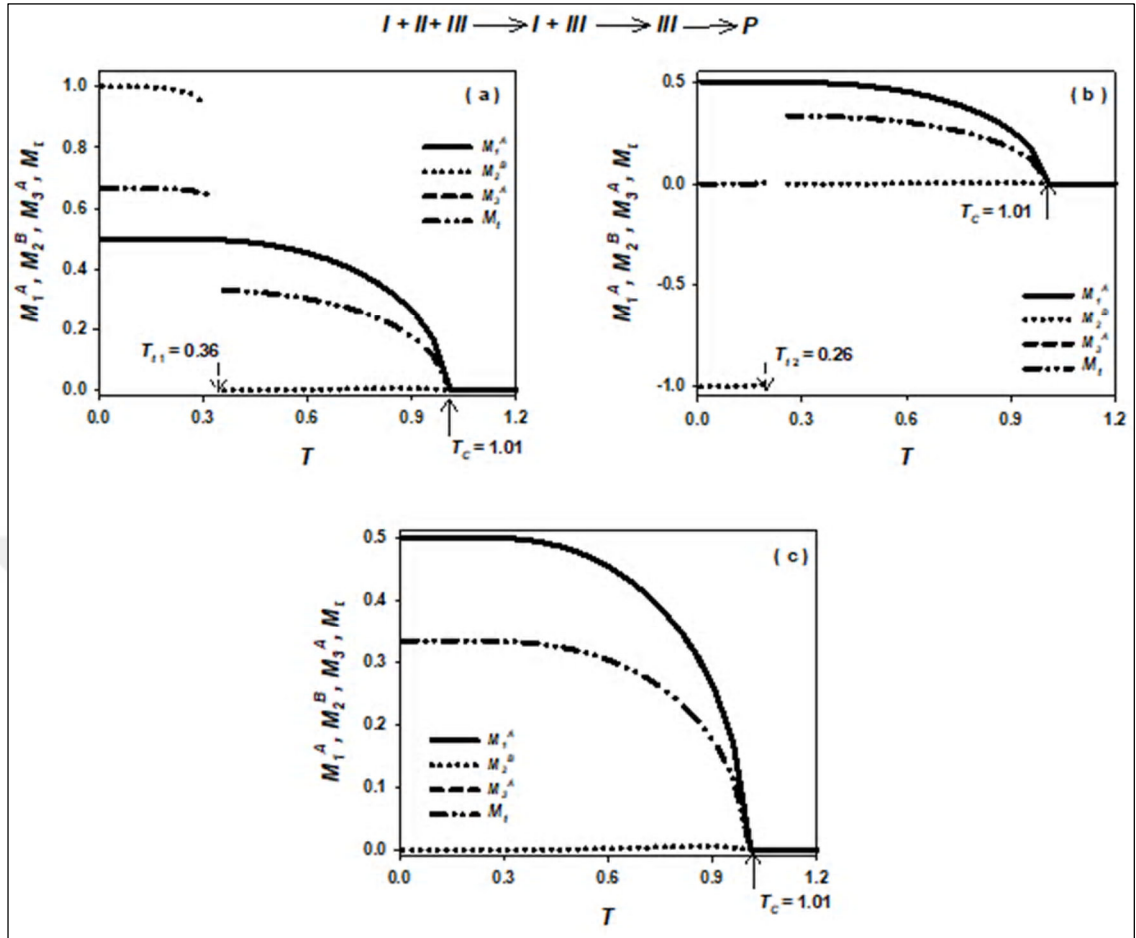 I + II+ III → I + III → III → P
( a )
1.0
0.8
0.6
0.4
0.2
0.0
M₁ᴬ, M₂ᴮ, M₃ᴬ, Mₜ
M₁ᴬ
M₂ᴮ
M₃ᴬ
Mₜ
Tₜ₁ = 0.36
0.0 0.3 0.6 0.9 1.2
T_C = 1.01
T
( b )
0.5
0.0
-0.5
-1.0
M₁ᴬ, M₂ᴮ, M₃ᴬ, Mₜ
T_C = 1.01
M₁ᴬ
M₂ᴮ
M₃ᴬ
Mₜ
Tₜ₂ = 0.26
0.0 0.3 0.6 0.9 1.2
T
( c )
0.5
0.4
0.3
0.2
0.1
0.0
M₁ᴬ, M₂ᴮ, M₃ᴬ, Mₜ
M₁ᴬ
M₂ᴮ
M₃ᴬ
Mₜ
0.0 0.3 0.6 0.9 1.2
T_C = 1.01
T